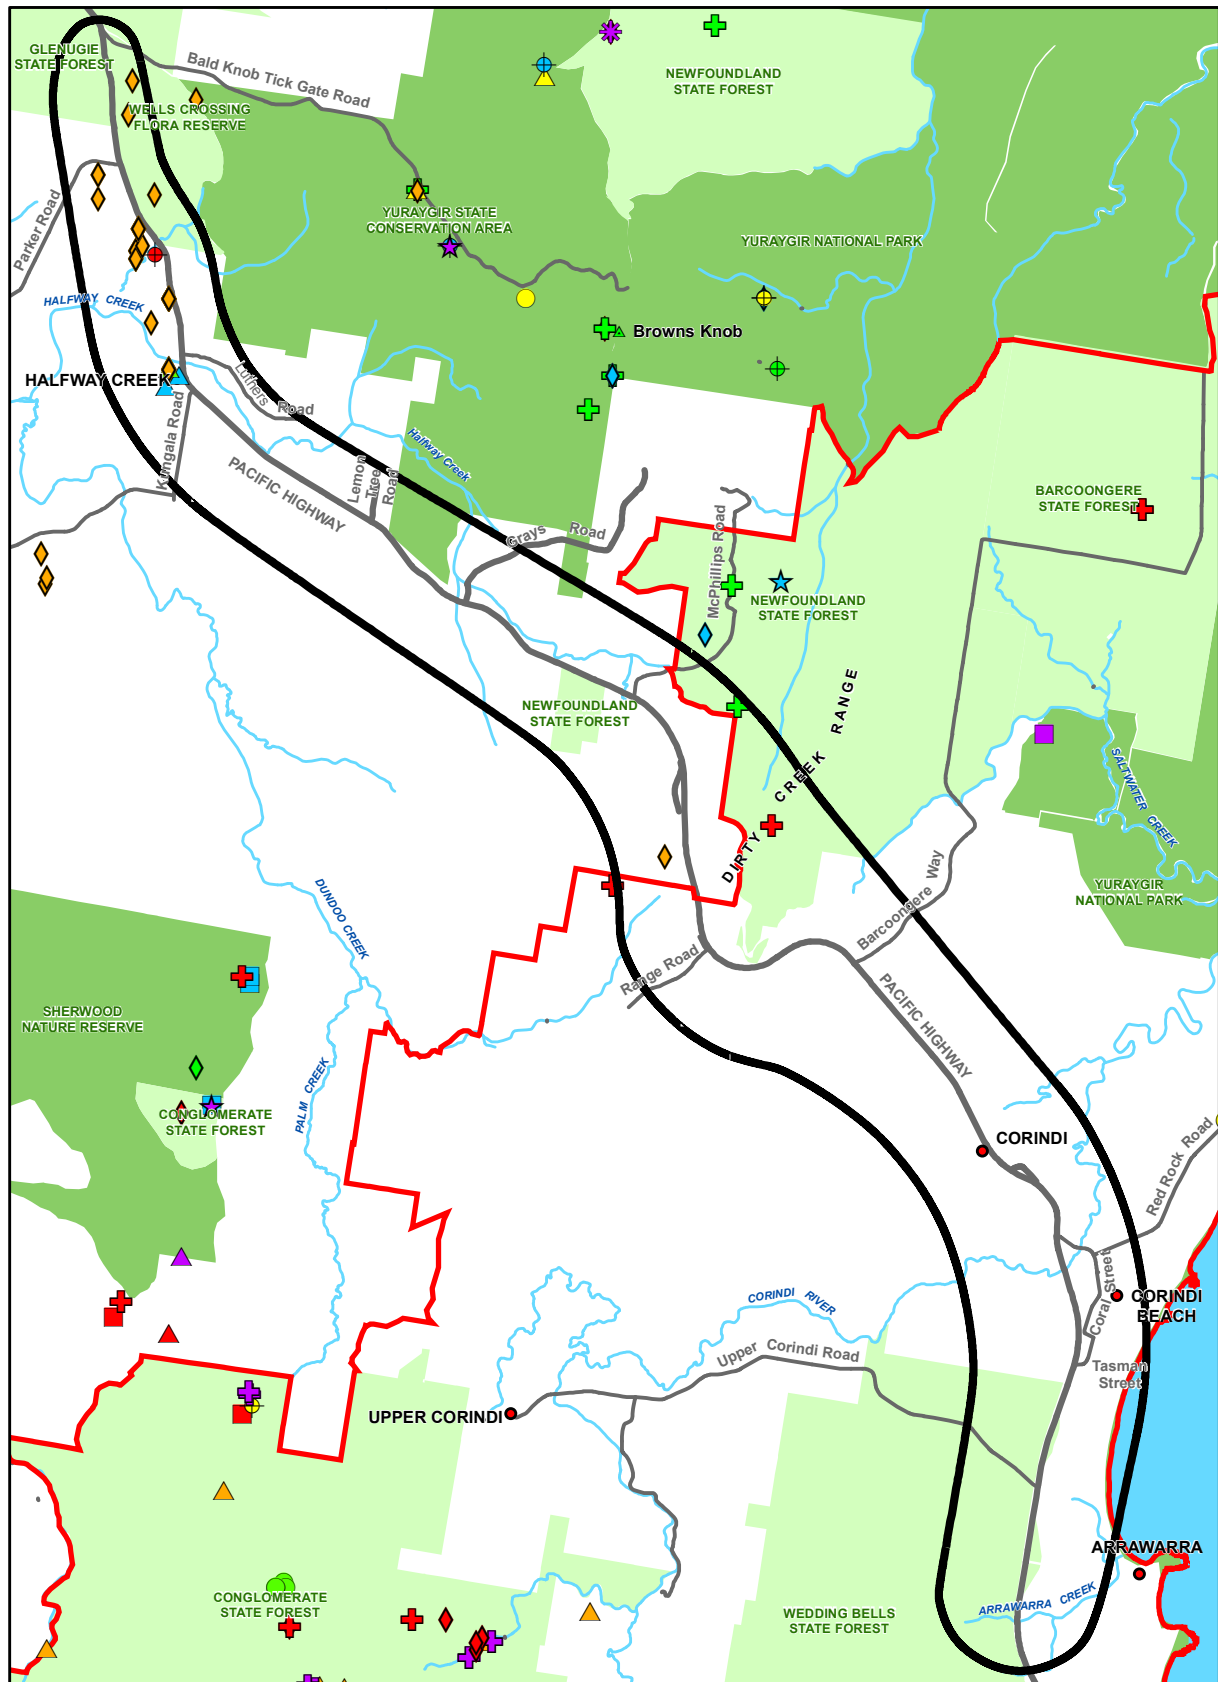 GLENUGIE
STATE FOREST
Bald Knob Tick Gate Road
NEWFOUNDLAND
STATE FOREST
WELLS CROSSING
FLORA RESERVE
Parker Road
YURAYGIR STATE
CONSERVATION AREA
YURAYGIR NATIONAL PARK
HALFWAY CREEK
Browns Knob
HALFWAY CREEK
Luthers
Road
Kungala Road
Halfway Creek
PACIFIC HIGHWAY
Lemon
Tree
Road
Grays Road
McPhillips Road
BARCOONGERE
STATE FOREST
NEWFOUNDLAND
STATE FOREST
NEWFOUNDLAND
STATE FOREST
DIRTY CREEK RANGE
SALTWATER CREEK
DUNDOO CREEK
Barcoongere Way
YURAYGIR
NATIONAL PARK
Range Road
PACIFIC HIGHWAY
SHERWOOD
NATURE RESERVE
PALM CREEK
CONGLOMERATE
STATE FOREST
CORINDI
Red Rock Road
CORINDI RIVER
Coral Street
CORINDI
BEACH
Upper Corindi Road
Tasman
Street
UPPER CORINDI
ARRAWARRA
ARRAWARRA CREEK
CONGLOMERATE
STATE FOREST
WEDDING BELLS
STATE FOREST